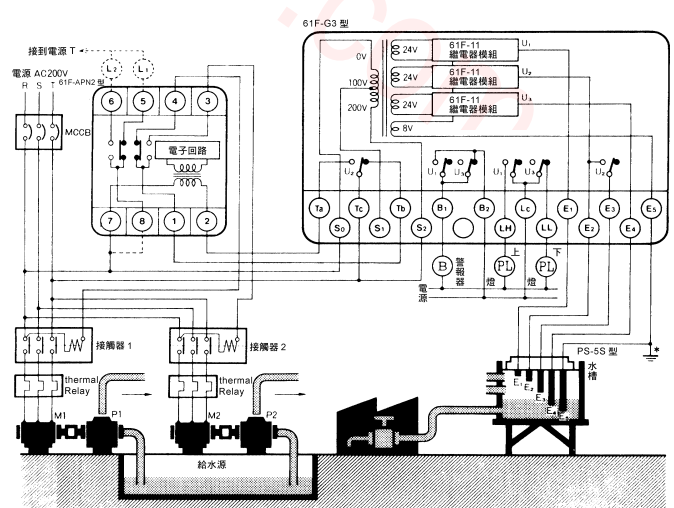 61F-G3 型
接到電源 T
L2 L1
電源 AC200V 61F-APN2 型
R S T
MCCB
6 5 4 3
電子回路
7 8 1 2
0V
100V
200V
24V 61F-11 繼電器模組 U1
24V 61F-11 繼電器模組 U2
24V 61F-11 繼電器模組 U3
8V
U2 U1 U3 U1 U3 U2
Ta Tc Tb B1 B2 Lc E1 E3 E5
S0 S1 S2 LH LL E2 E4
上 下
B 警報器 PL 燈 PL 燈
電源
接觸器 1
接觸器 2
thermal Relay
thermal Relay
M1 P1 M2 P2
給水源
PS-5S 型
*
水槽
E1 E2
E3
E4
com